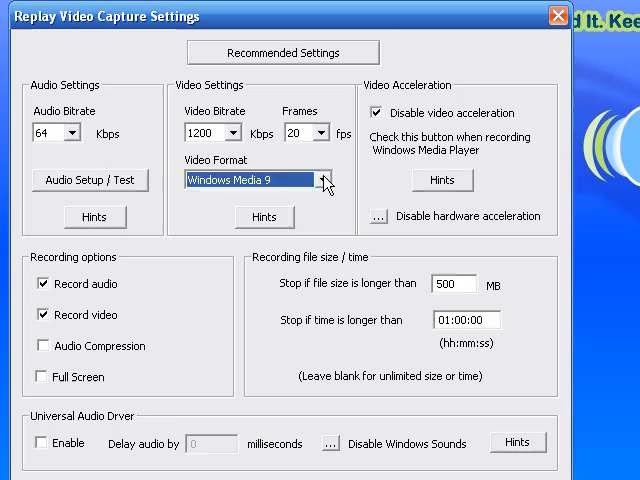 Replay Video Capture Settings
d It. Kee
Recommended Settings
Audio Settings
Video Settings
Video Acceleration
Audio Bitrate
64 Kbps
Video Bitrate
Frames
1200 Kbps 20 fps
Disable video acceleration
Check this button when recording
Windows Media Player
Video Format
Windows Media 9
Audio Setup / Test
Hints
Hints
Hints
... Disable hardware acceleration
Recording options
Recording file size / time
Record audio
Stop if file size is longer than 500 MB
Record video
Stop if time is longer than 01:00:00
(hh:mm:ss)
Audio Compression
Full Screen
(Leave blank for unlimited size or time)
Universal Audio Drver
Enable Delay audio by 0 milliseconds ... Disable Windows Sounds Hints